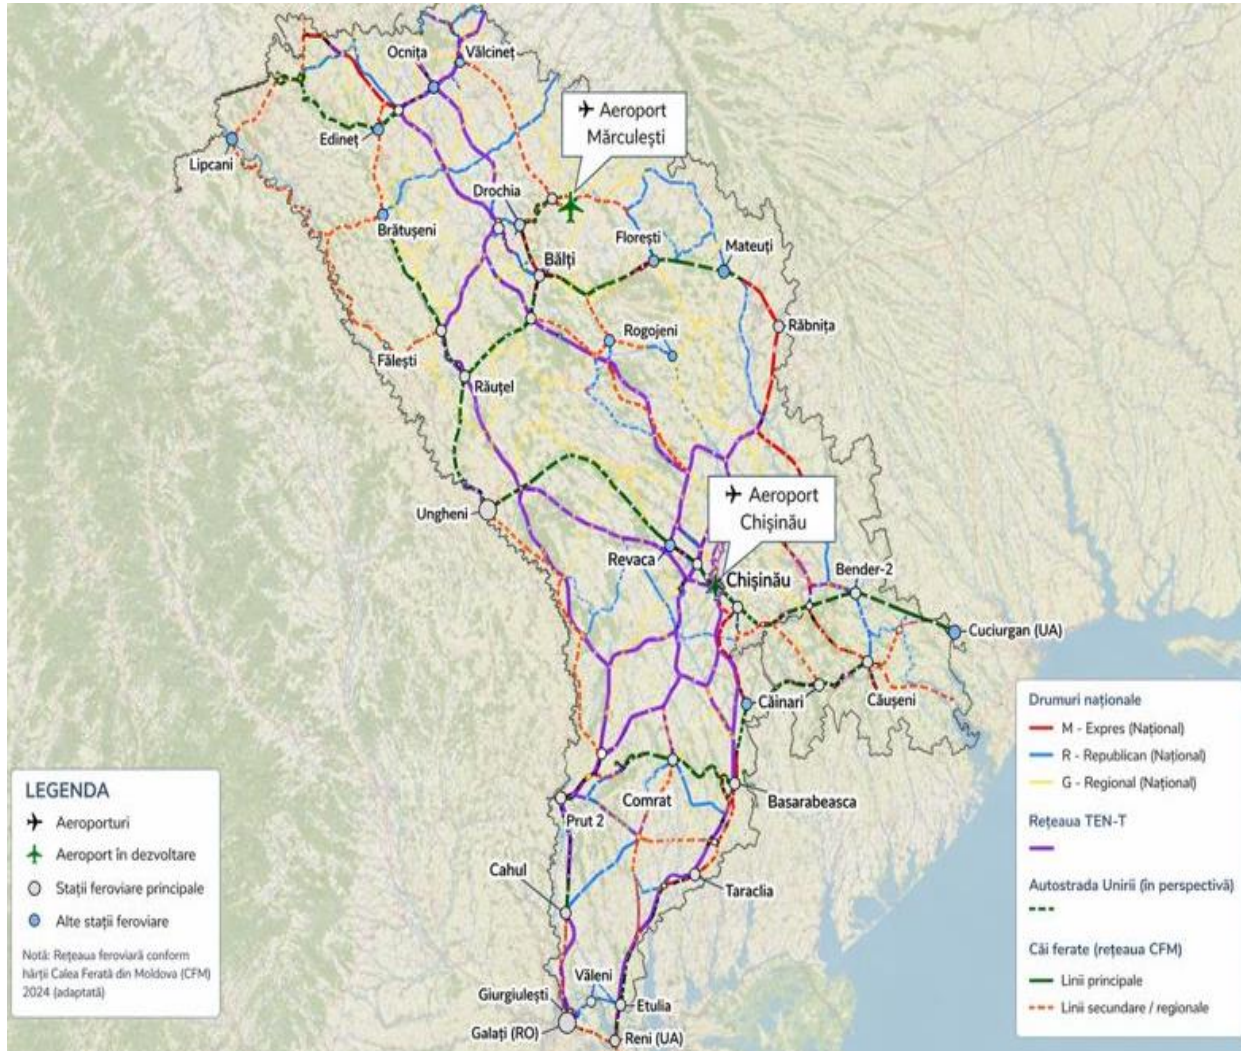 Ocnița
Vălcineț
Aeroport
Mărculești
Edineț
Lipcani
Drochia
Brătușeni
Florești
Mateuți
Bălți
Râbnița
Rogojeni
Fălești
Răuțel
Aeroport
Chișinău
Ungheni
Revaca
Chișinău
Bender-2
Cuciurgan (UA)
Căinari
Căușeni
Basarabeasca
Comrat
Prut 2
Cahul
Taraclia
Văleni
Giurgiulești
Etulia
Galați (RO)
Reni (UA)
LEGENDA
Aeroporturi
Aeroport în dezvoltare
Stații feroviare principale
Alte stații feroviare
Notă: Rețeaua feroviară conform
hărții Calea Ferată din Moldova (CFM)
2024 (adaptată)
Drumuri naționale
M - Expres (Național)
R - Republican (Național)
G - Regional (Național)
Rețeaua TEN-T
Autostrada Unirii (în perspectivă)
Căi ferate (rețeaua CFM)
Linii principale
Linii secundare / regionale